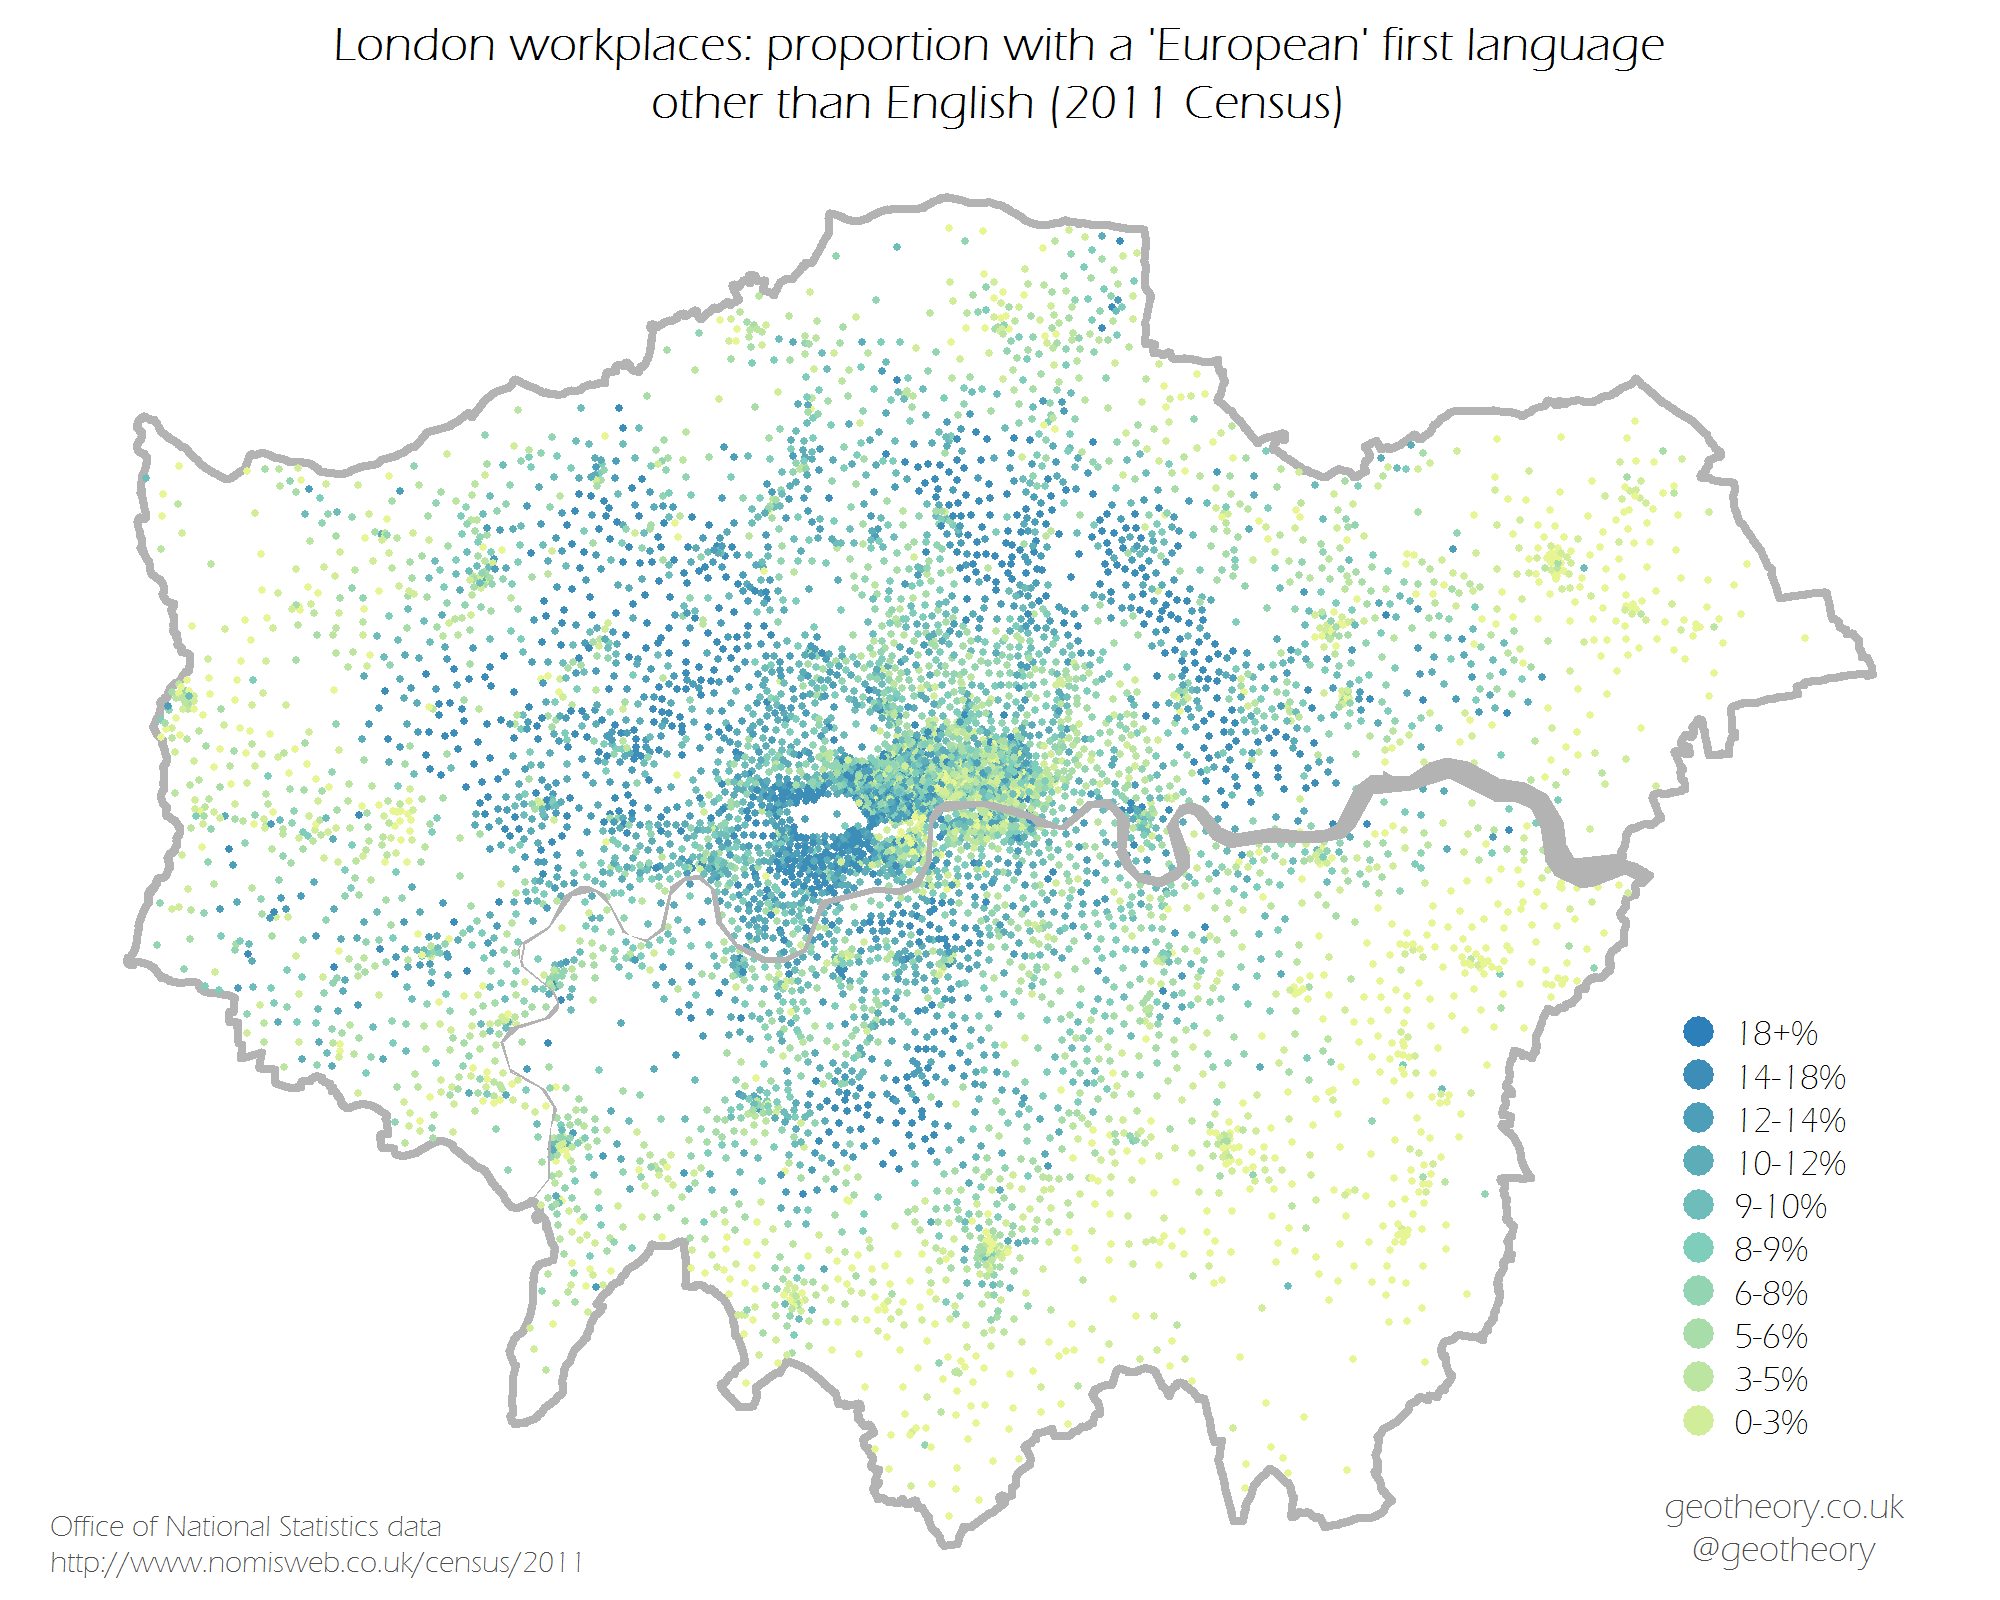 London workplaces: proportion with a 'European' first language
other than English (2011 Census)
18+%
14-18%
12-14%
10-12%
9-10%
8-9%
6-8%
5-6%
3-5%
0-3%
Office of National Statistics data
http://www.nomisweb.co.uk/census/2011
geotheory.co.uk
@geotheory